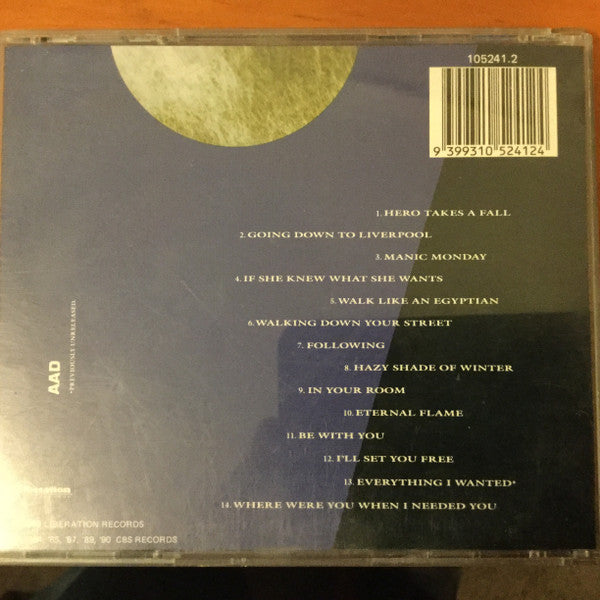 105241.2
9 399310 524124
1. HERO TAKES A FALL
2. GOING DOWN TO LIVERPOOL
3. MANIC MONDAY
4. IF SHE KNEW WHAT SHE WANTS
5. WALK LIKE AN EGYPTIAN
6. WALKING DOWN YOUR STREET
7. FOLLOWING
8. HAZY SHADE OF WINTER
9. IN YOUR ROOM
10. ETERNAL FLAME
11. BE WITH YOU
12. I'LL SET YOU FREE
13. EVERYTHING I WANTED*
14. WHERE WERE YOU WHEN I NEEDED YOU
AAD
*PREVIOUSLY UNRELEASED.
LIBERATION RECORDS
'85, '87, '89, '90 CBS RECORDS